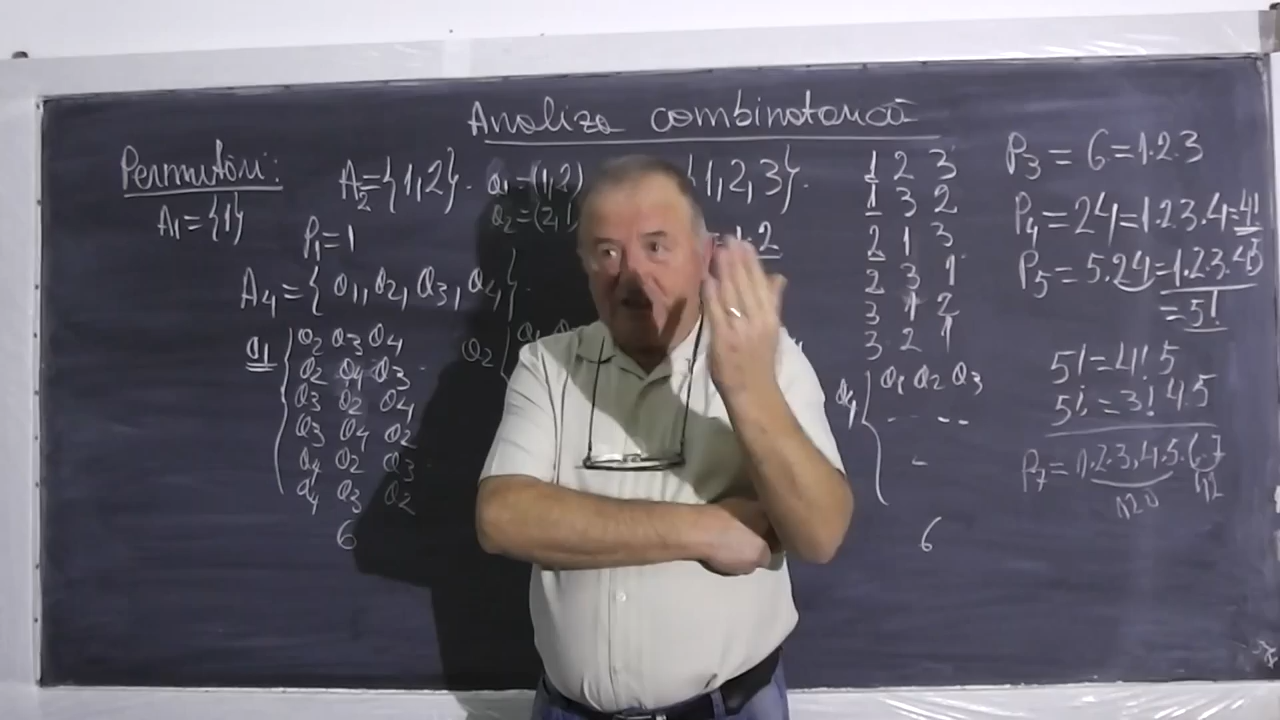 Analiza combinatorică
Permutări:
A₁={1}
P₁=1
A₂={1,2}.
a₁=(1,2)
a₂=(2,1
{1,2,3}.
=1.2
1 2 3
1 3 2
2 1 3
2 3 1
3 1 2
3 2 1
A₄={a₁,a₂,a₃,a₄}.
a₁
a₂ a₃ a₄
a₂ a₄ a₃
a₃ a₂ a₄
a₃ a₄ a₂
a₄ a₂ a₃
a₄ a₃ a₂
6
a₂
a₁
a₄
a₁ a₂ a₃
6
P₃=6=1.2.3
P₄=24=1.2.3.4=4!
P₅=5.24=1.2.3.4.5
=5!
5!=4!.5
5!=3!.4.5
P₇=1.2.3.4.5.6.7
120 42